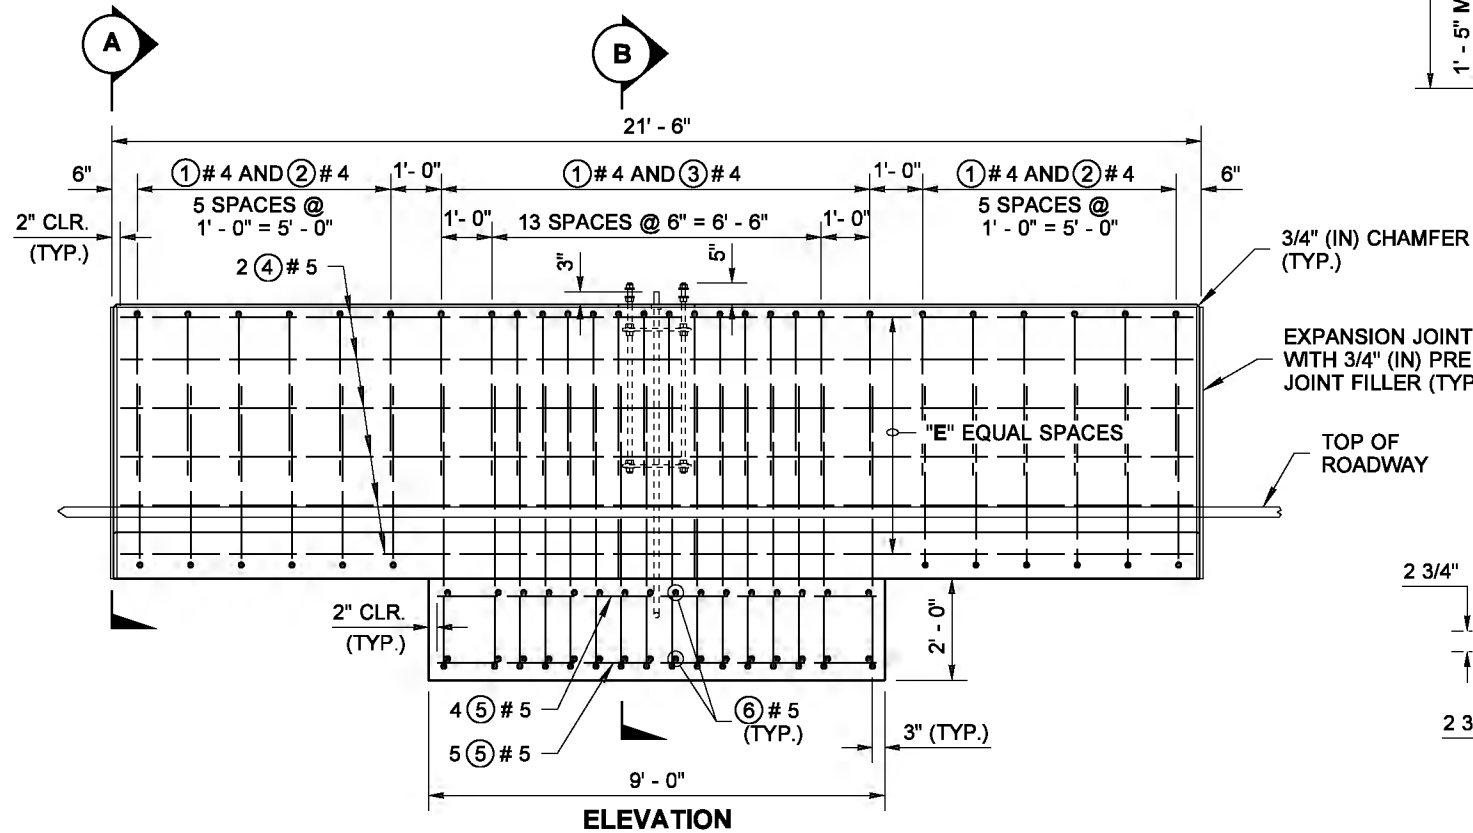 A
B
1' - 5" M
21' - 6"
6"
1 # 4 AND 2 # 4
1'- 0"
1 # 4 AND 3 # 4
1'- 0"
1 # 4 AND 2 # 4
6"
5 SPACES @
1' - 0" = 5' - 0"
1'- 0"
13 SPACES @ 6" = 6' - 6"
1'- 0"
5 SPACES @
1' - 0" = 5' - 0"
2" CLR.
(TYP.)
2 4 # 5
3"
5"
3/4" (IN) CHAMFER
(TYP.)
EXPANSION JOINT
WITH 3/4" (IN) PRE
JOINT FILLER (TYP
"E" EQUAL SPACES
TOP OF
ROADWAY
2 3/4"
2" CLR.
(TYP.)
2' - 0"
4 5 # 5
5 5 # 5
6 # 5
(TYP.)
3" (TYP.)
2 3
9' - 0"
ELEVATION